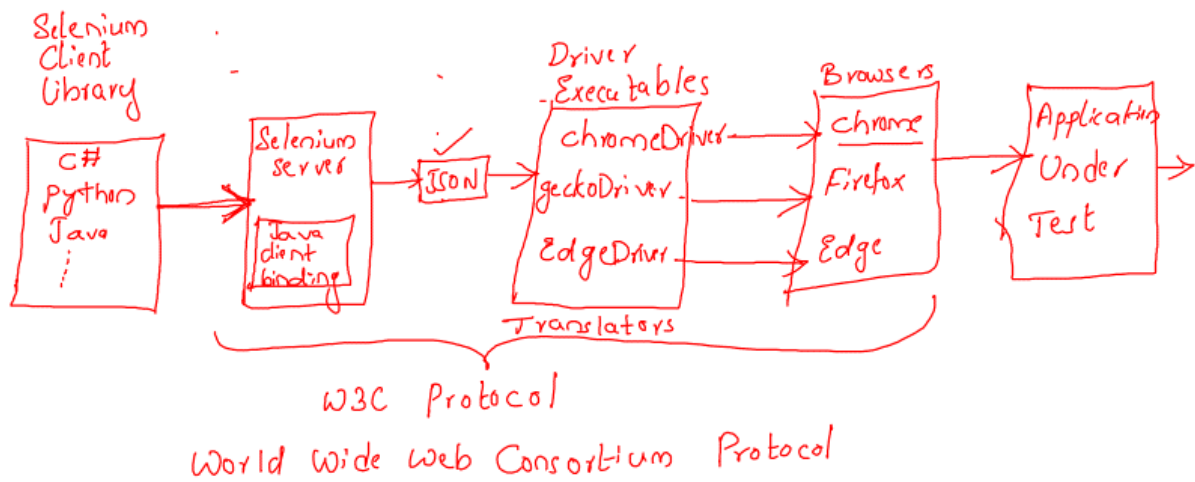 Selenium
Client
Library
C#
Python
Java
Selenium
server
Java
client
binding
JSON
Driver
Executables
chromeDriver
geckoDriver
EdgeDriver
Translators
Browsers
Chrome
Firefox
Edge
Application
Under
Test
W3C Protocol
World Wide Web Consortium Protocol